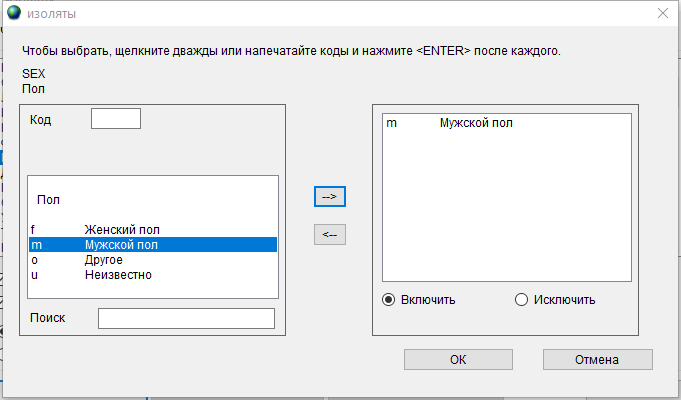 изоляты
Чтобы выбрать, щелкните дважды или напечатайте коды и нажмите <ENTER> после каждого.
SEX
Пол
Код
Пол
f Женский пол
m Мужской пол
o Другое
u Неизвестно
Поиск
-->
<--
m Мужской пол
Включить Исключить
OK Отмена